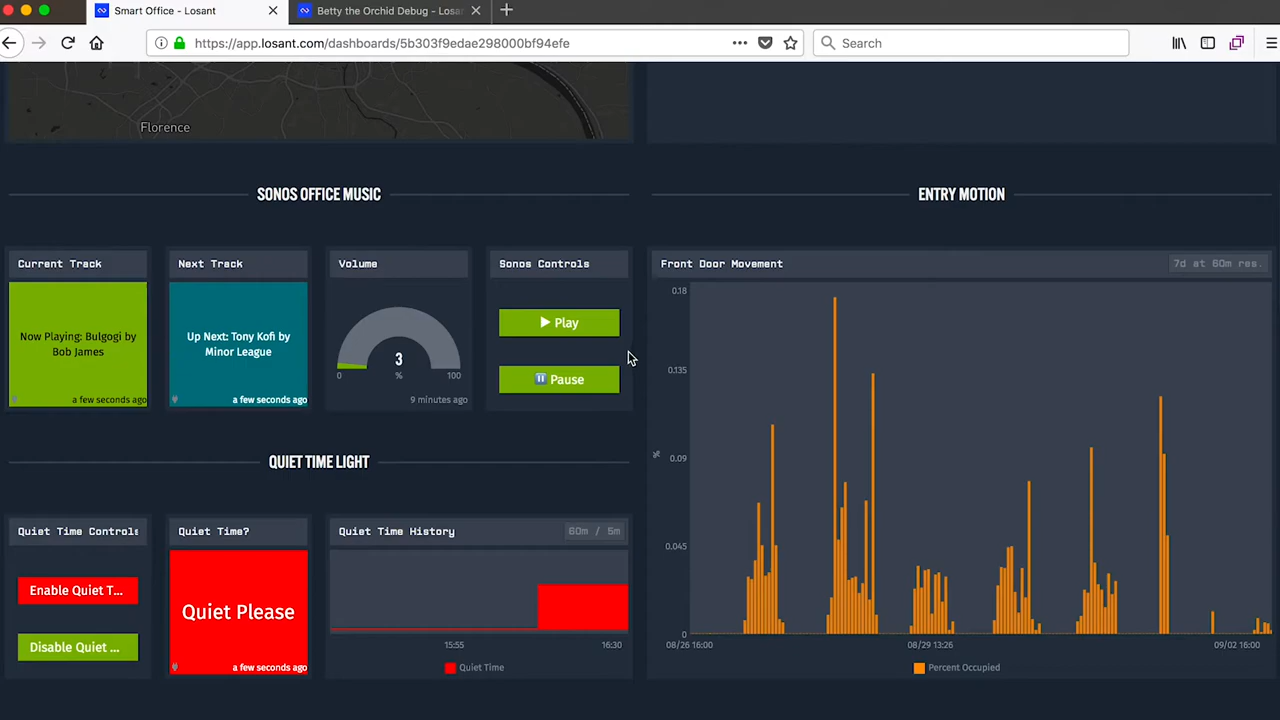 Smart Office - Losant
Betty the Orchid Debug - Losa
https://app.losant.com/dashboards/5b303f9edae298000bf94efe
Search
Florence
SONOS OFFICE MUSIC
ENTRY MOTION
Current Track
Next Track
Volume
Sonos Controls
Front Door Movement
7d at 60m res.
Now Playing: Bulgogi by
Bob James
a few seconds ago
Up Next: Tony Kofi by
Minor League
a few seconds ago
3
0
%
100
9 minutes ago
Play
Pause
0.18
0.135
0.09
%
0.045
0
08/26 16:00
08/29 13:26
09/02 16:00
Percent Occupied
QUIET TIME LIGHT
Quiet Time Controls
Quiet Time?
Quiet Time History
60m / 5m
Enable Quiet T...
Disable Quiet ...
Quiet Please
a few seconds ago
15:55
16:30
Quiet Time